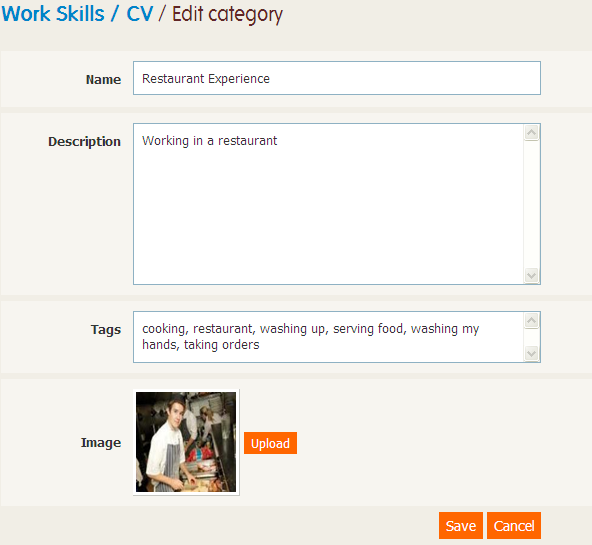 Work Skills / CV / Edit category
Name
Restaurant Experience
Description
Working in a restaurant
Tags
cooking, restaurant, washing up, serving food, washing my
hands, taking orders
Image
Upload
Save Cancel